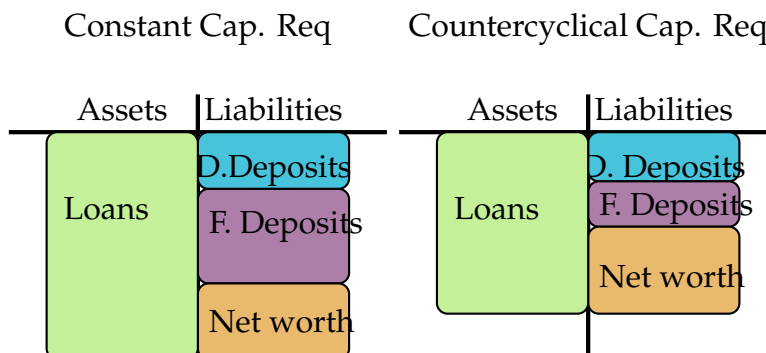 Constant Cap. Req
Countercyclical Cap. Req
Assets
Liabilities
Assets
Liabilities
D.Deposits
D. Deposits
Loans
F. Deposits
Loans
F. Deposits
Net worth
Net worth